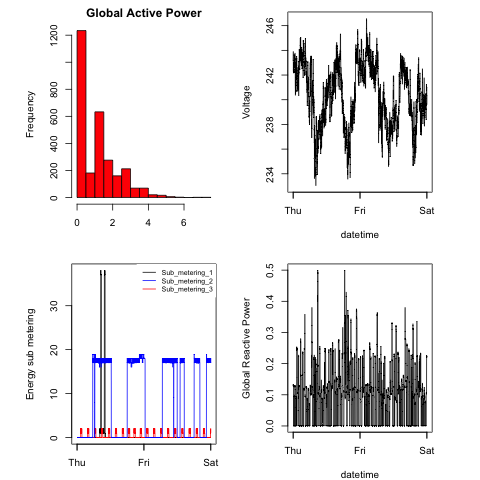 Global Active Power
Frequency
0 200 400 600 800 1000 1200
0 2 4 6
Voltage
234 238 242 246
Thu Fri Sat
datetime
Energy sub metering
0 10 20 30
Sub_metering_1
Sub_metering_2
Sub_metering_3
Thu Fri Sat
Global Reactive Power
0.0 0.1 0.2 0.3 0.4 0.5
Thu Fri Sat
datetime